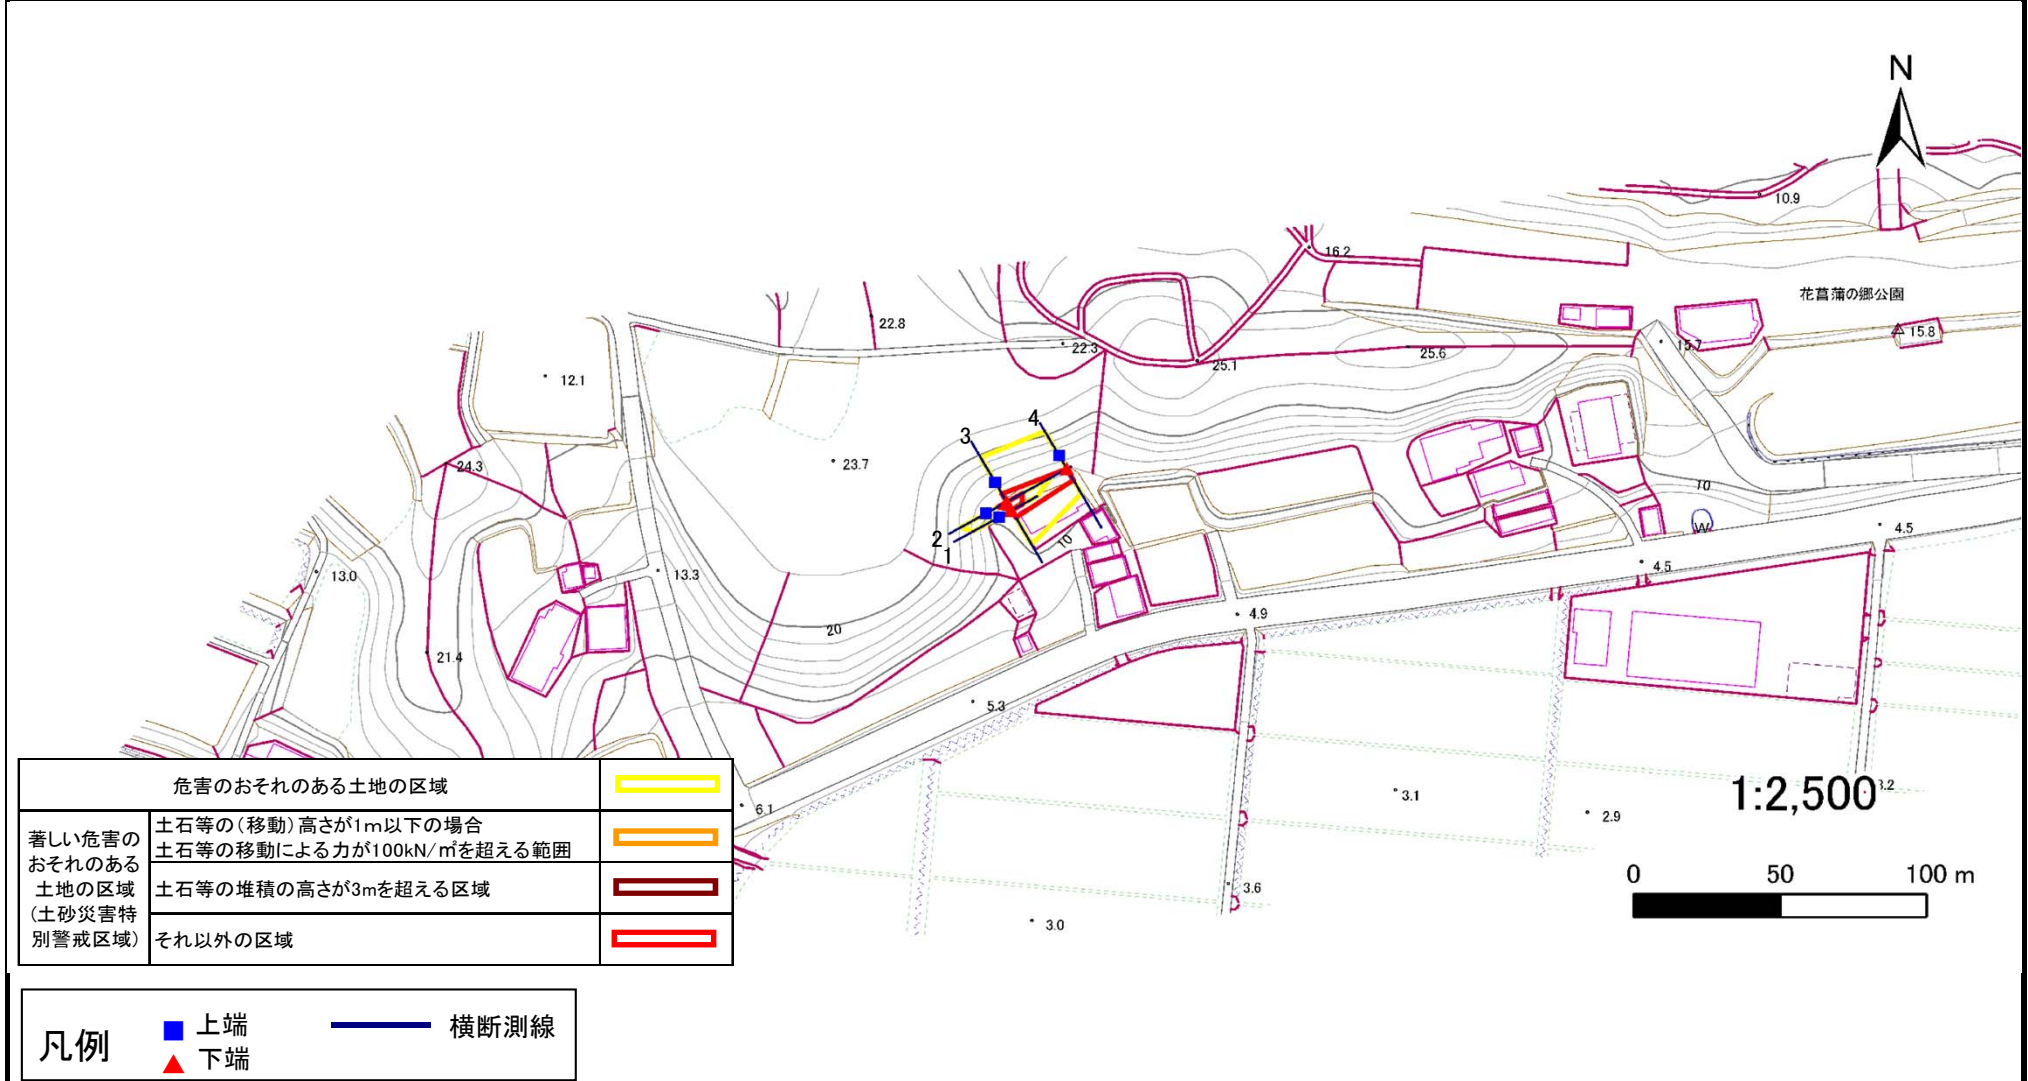 N
10.9
16.2
花菖蒲の郷公園
22.8
15.8
22.3
15.7
25.6
25.1
12.1
4
3
23.7
24.3
10
4.5
W
2
1
10
4.5
13.0
13.3
4.9
20
21.4
5.3
3.1
2.9
6.1
3.6
3.0
1:2,500
0 50 100 m
危害のおそれのある土地の区域
著しい危害の
おそれのある
土地の区域
(土砂災害特
別警戒区域)
土石等の(移動)高さが1m以下の場合
土石等の移動による力が100kN/㎡を超える範囲
土石等の堆積の高さが3mを超える区域
それ以外の区域
凡例
上端
下端
横断測線